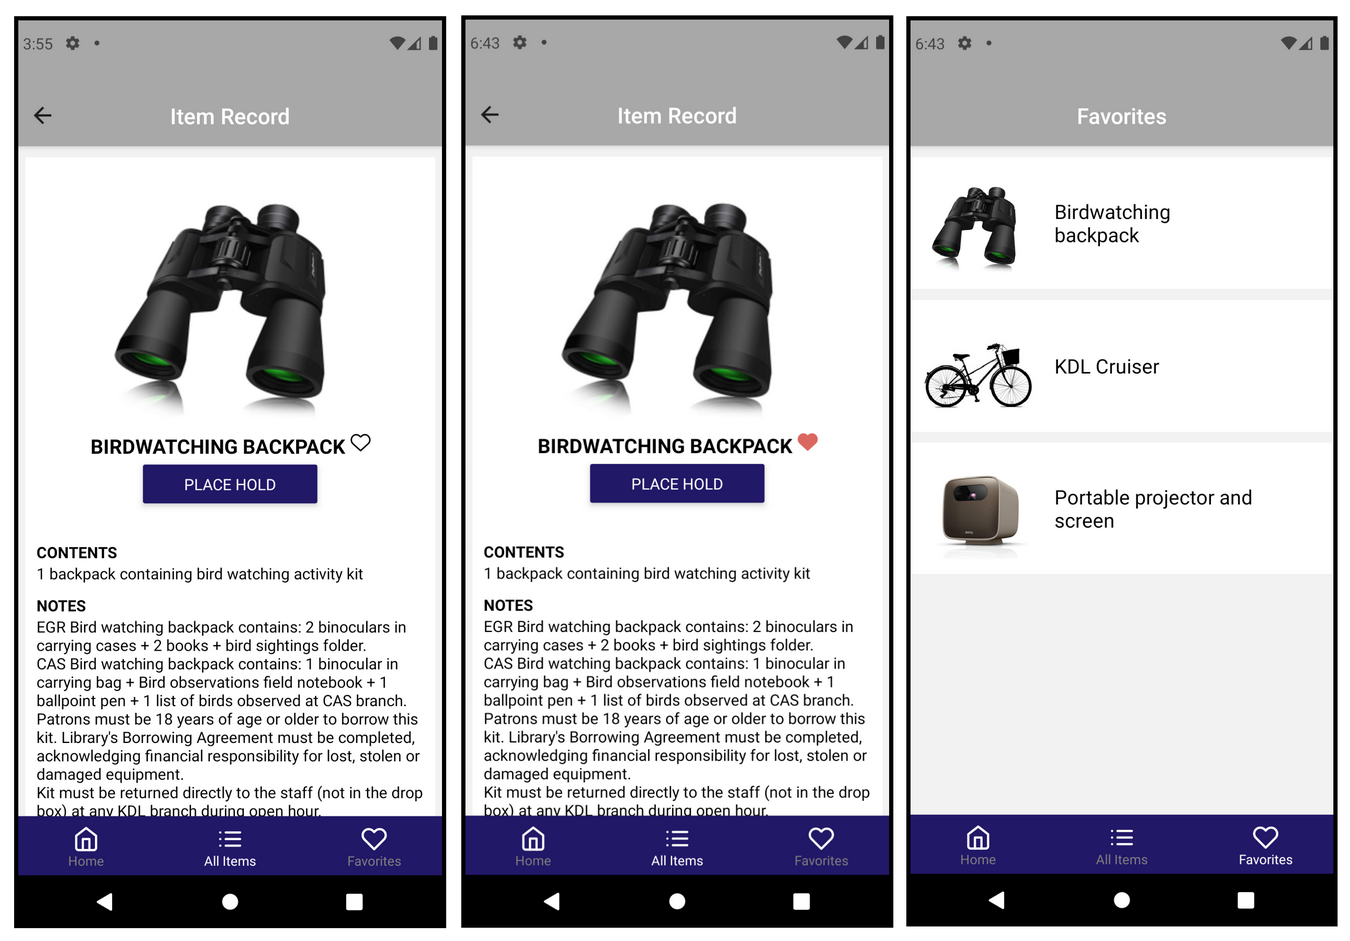 3:55
Item Record
BIRDWATCHING BACKPACK
PLACE HOLD
CONTENTS
1 backpack containing bird watching activity kit
NOTES
EGR Bird watching backpack contains: 2 binoculars in
carrying cases + 2 books + bird sightings folder.
CAS Bird watching backpack contains: 1 binocular in
carrying bag + Bird observations field notebook + 1
ballpoint pen + 1 list of birds observed at CAS branch.
Patrons must be 18 years of age or older to borrow this
kit. Library's Borrowing Agreement must be completed,
acknowledging financial responsibility for lost, stolen or
damaged equipment.
Kit must be returned directly to the staff (not in the drop
box) at any KDL branch during open hour.
Home All Items Favorites
6:43
Item Record
BIRDWATCHING BACKPACK
PLACE HOLD
CONTENTS
1 backpack containing bird watching activity kit
NOTES
EGR Bird watching backpack contains: 2 binoculars in
carrying cases + 2 books + bird sightings folder.
CAS Bird watching backpack contains: 1 binocular in
carrying bag + Bird observations field notebook + 1
ballpoint pen + 1 list of birds observed at CAS branch.
Patrons must be 18 years of age or older to borrow this
kit. Library's Borrowing Agreement must be completed,
acknowledging financial responsibility for lost, stolen or
damaged equipment.
Kit must be returned directly to the staff (not in the drop
box) at any KDL branch during open hour.
Home All Items Favorites
6:43
Favorites
Birdwatching
backpack
KDL Cruiser
Portable projector and
screen
Home All Items Favorites